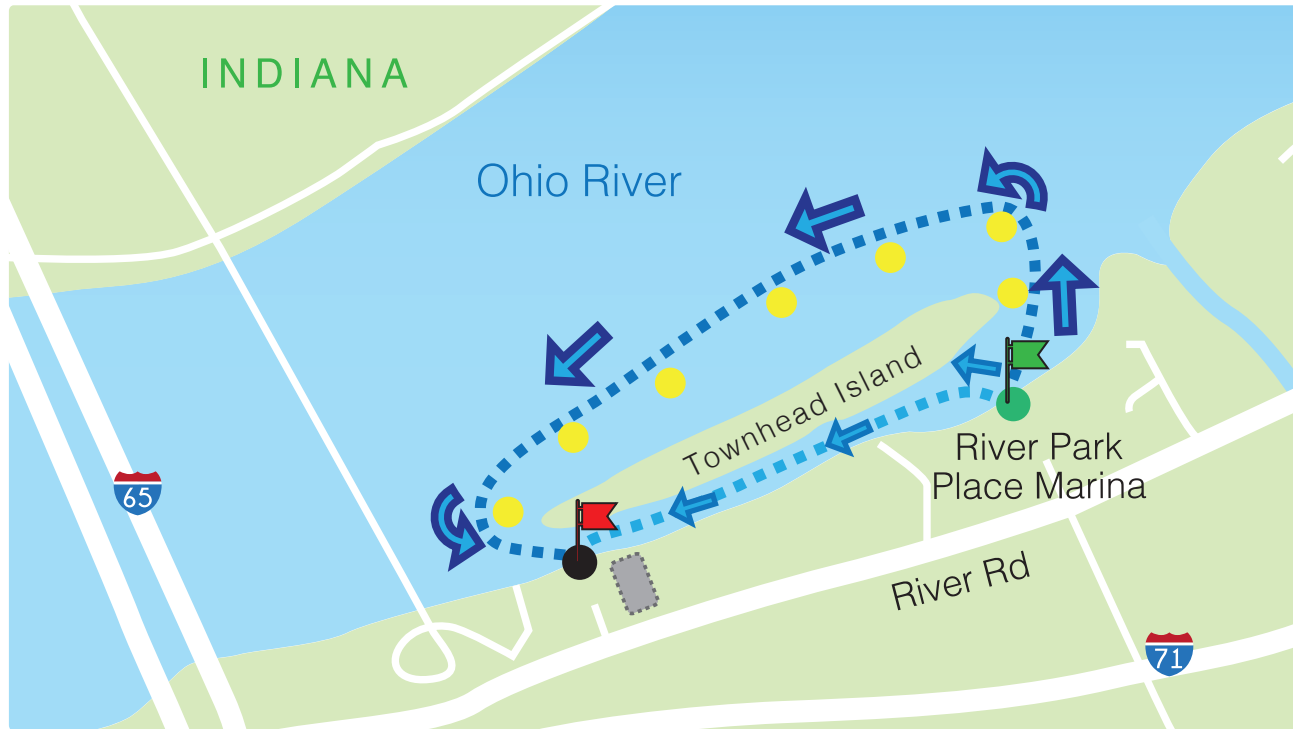 INDIANA
Ohio River
Townhead Island
River Park
Place Marina
65
River Rd
71